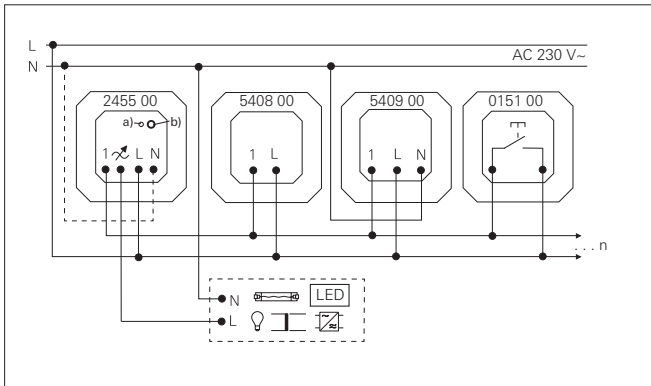 L
AC 230 V~
N
2455 00
5408 00
5409 00
0151 00
a)
b)
1 L N
1 L
1 L N
. . . n
N
LED
L